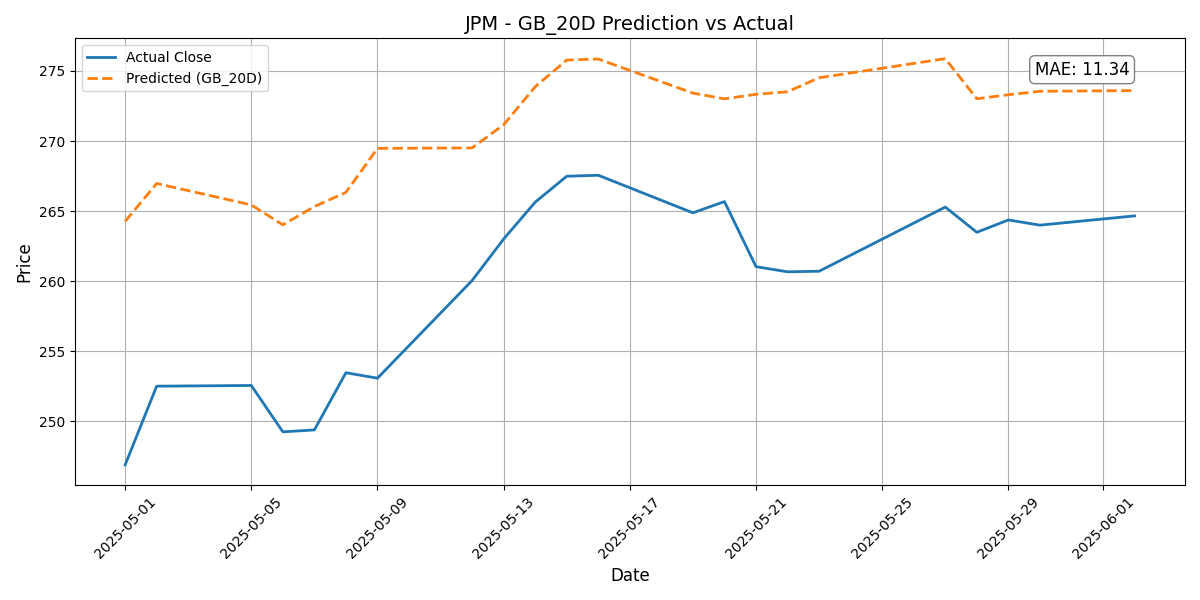 JPM - GB_20D Prediction vs Actual
Actual Close
Predicted (GB_20D)
MAE: 11.34
Price
275
270
265
260
255
250
2025-05-01
2025-05-05
2025-05-09
2025-05-13
2025-05-17
2025-05-21
2025-05-25
2025-05-29
2025-06-01
Date